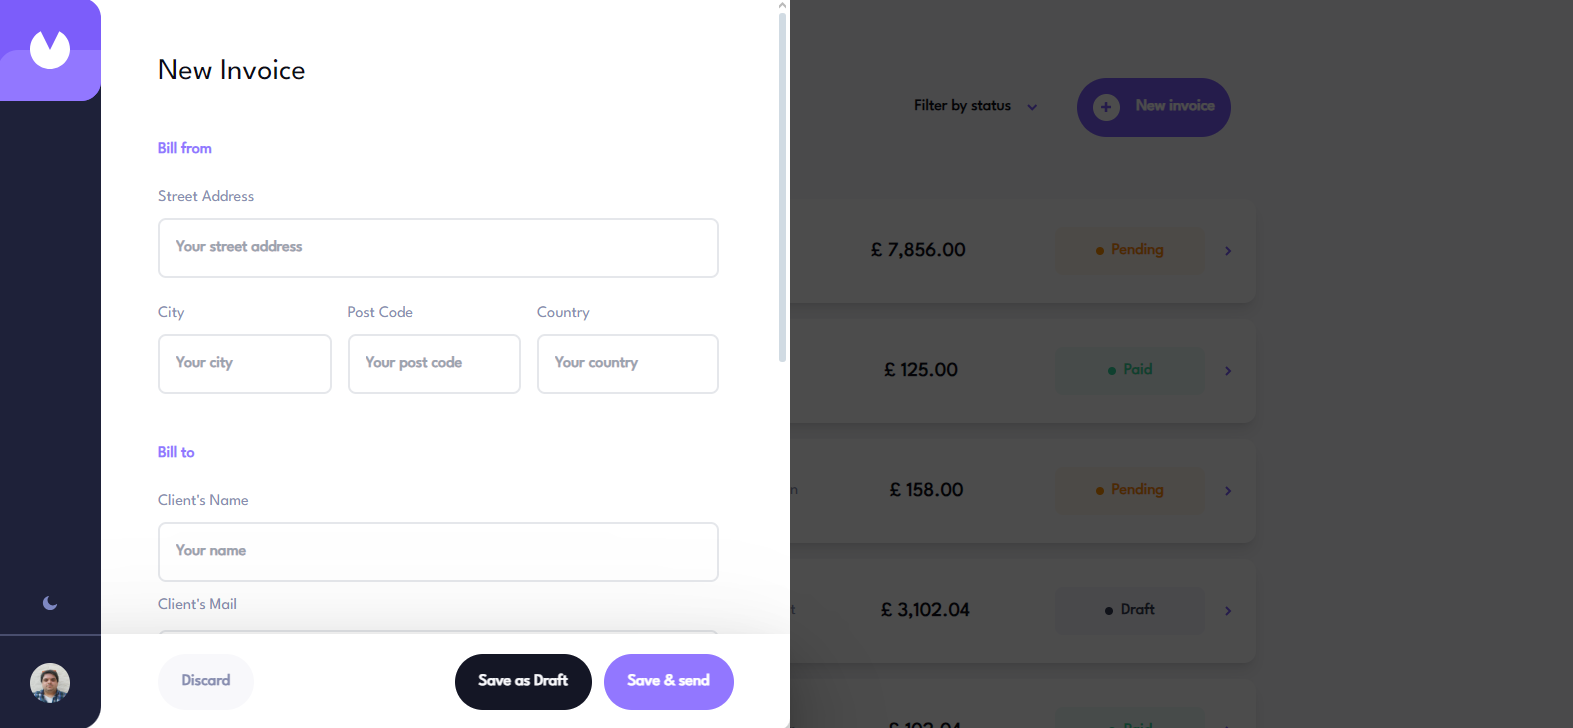 New Invoice
Filter by status
New invoice
Bill from
Street Address
Your street address
City Post Code Country
Your city Your post code Your country
Bill to
Client's Name
Your name
Client's Mail
Discard Save as Draft Save & send
£ 7,856.00 Pending
£ 125.00 Paid
n £ 158.00 Pending
t £ 3,102.04 Draft